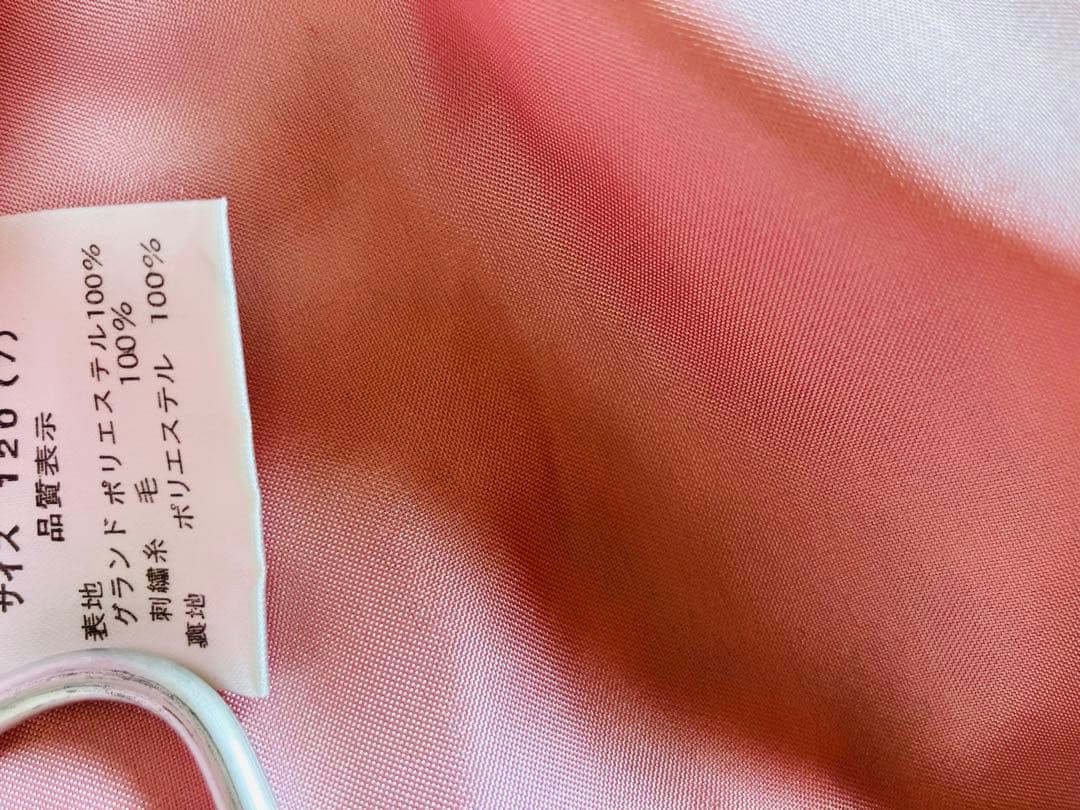 サイズ 120(7)
品質表示
表地
グランド ポリエステル100%
刺繍糸 毛 100%
裏地 ポリエステル 100%